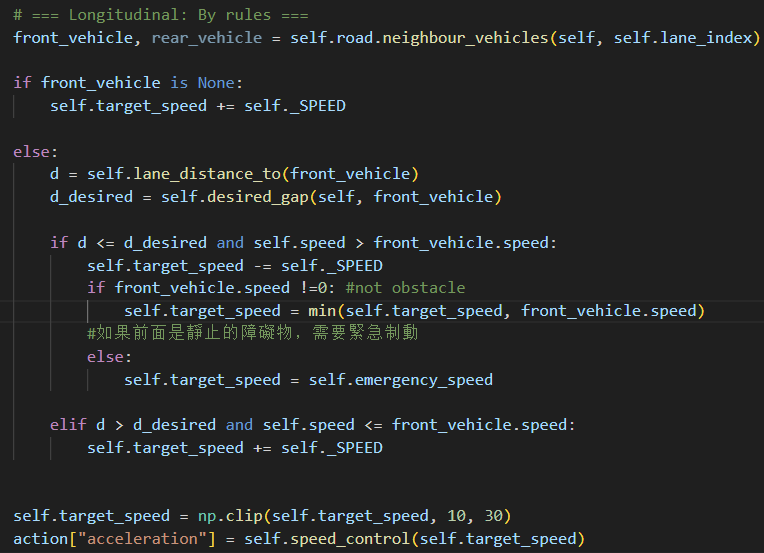 # === Longitudinal: By rules ===
front_vehicle, rear_vehicle = self.road.neighbour_vehicles(self, self.lane_index)
if front_vehicle is None:
self.target_speed += self._SPEED
else:
d = self.lane_distance_to(front_vehicle)
d_desired = self.desired_gap(self, front_vehicle)
if d <= d_desired and self.speed > front_vehicle.speed:
self.target_speed -= self._SPEED
if front_vehicle.speed !=0: #not obstacle
self.target_speed = min(self.target_speed, front_vehicle.speed)
#如果前面是靜止的障礙物，需要緊急制動
else:
self.target_speed = self.emergency_speed
elif d > d_desired and self.speed <= front_vehicle.speed:
self.target_speed += self._SPEED
self.target_speed = np.clip(self.target_speed, 10, 30)
action["acceleration"] = self.speed_control(self.target_speed)